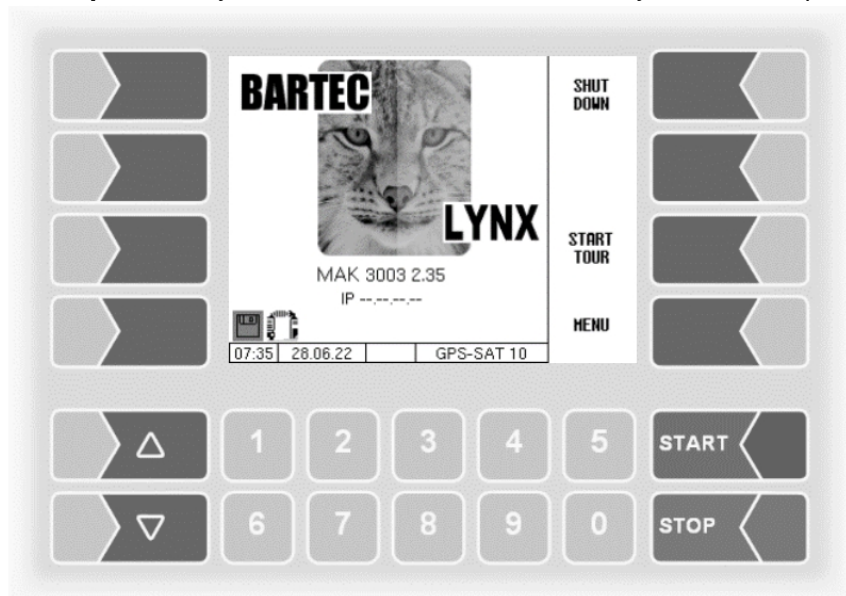 BARTEC
LYNX
MAK 3003 2.35
IP --.--.--.--
07:35 28.06.22 GPS-SAT 10
SHUT
DOWN
START
TOUR
MENU
1 2 3 4 5 START
6 7 8 9 0 STOP